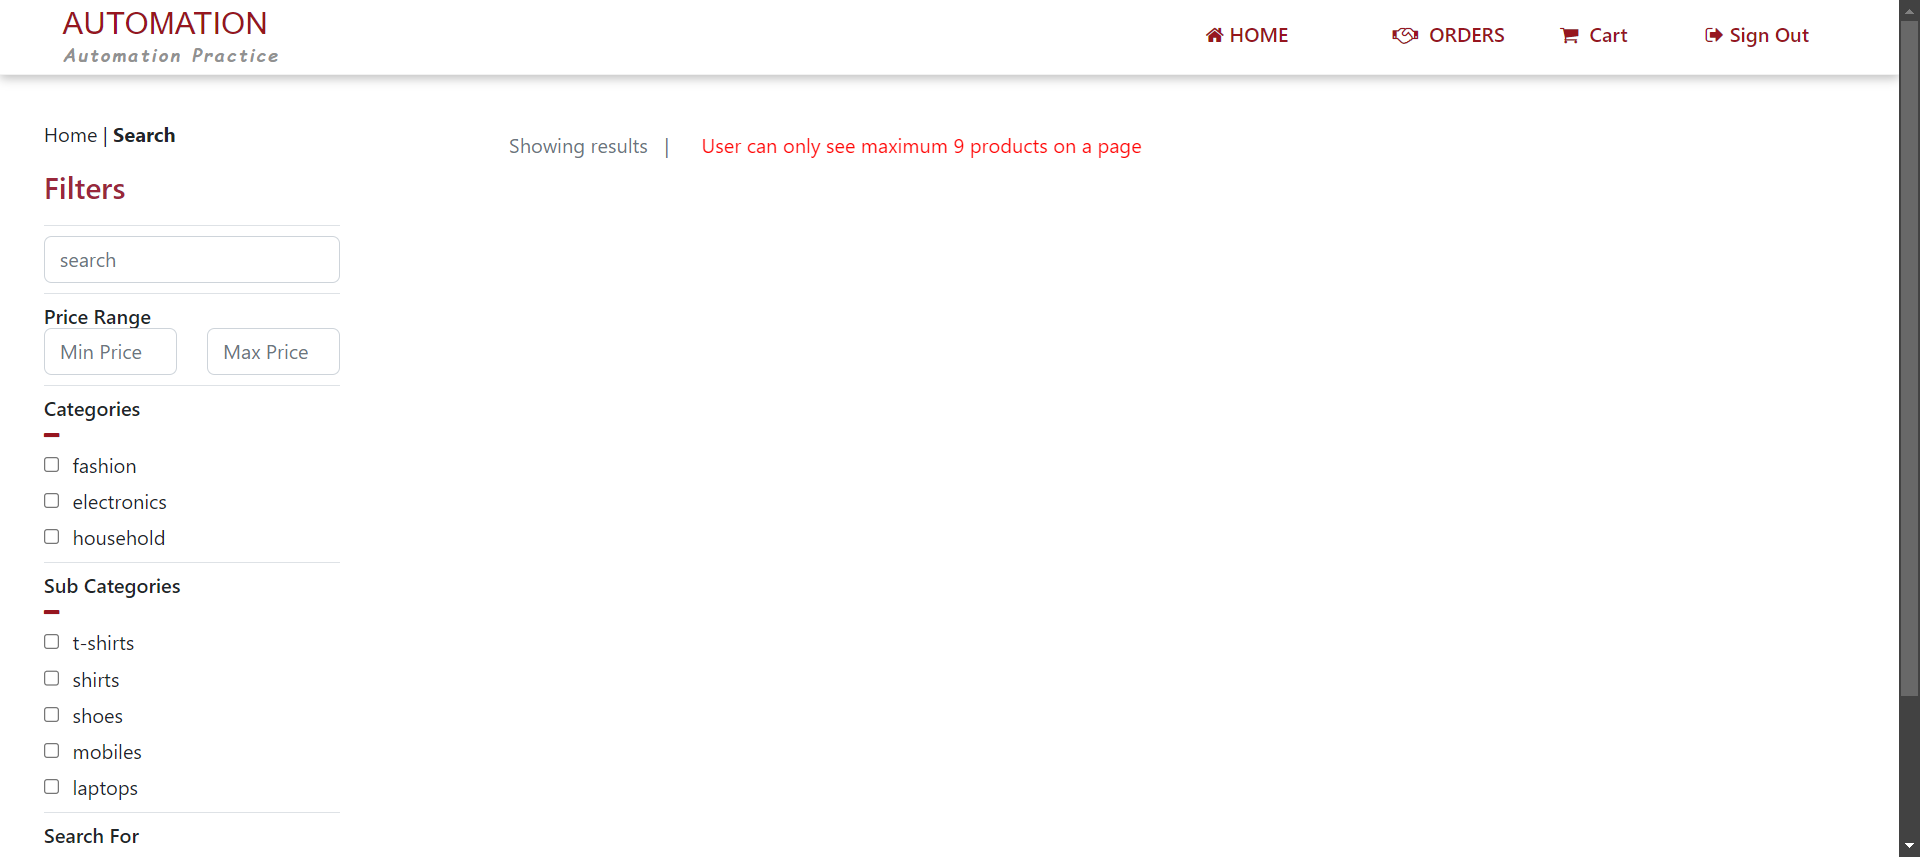 AUTOMATION
Automation Practice
HOME
ORDERS
Cart
Sign Out
Home | Search
Showing results |
User can only see maximum 9 products on a page
Filters
search
Price Range
Min Price
Max Price
Categories
fashion
electronics
household
Sub Categories
t-shirts
shirts
shoes
mobiles
laptops
Search For